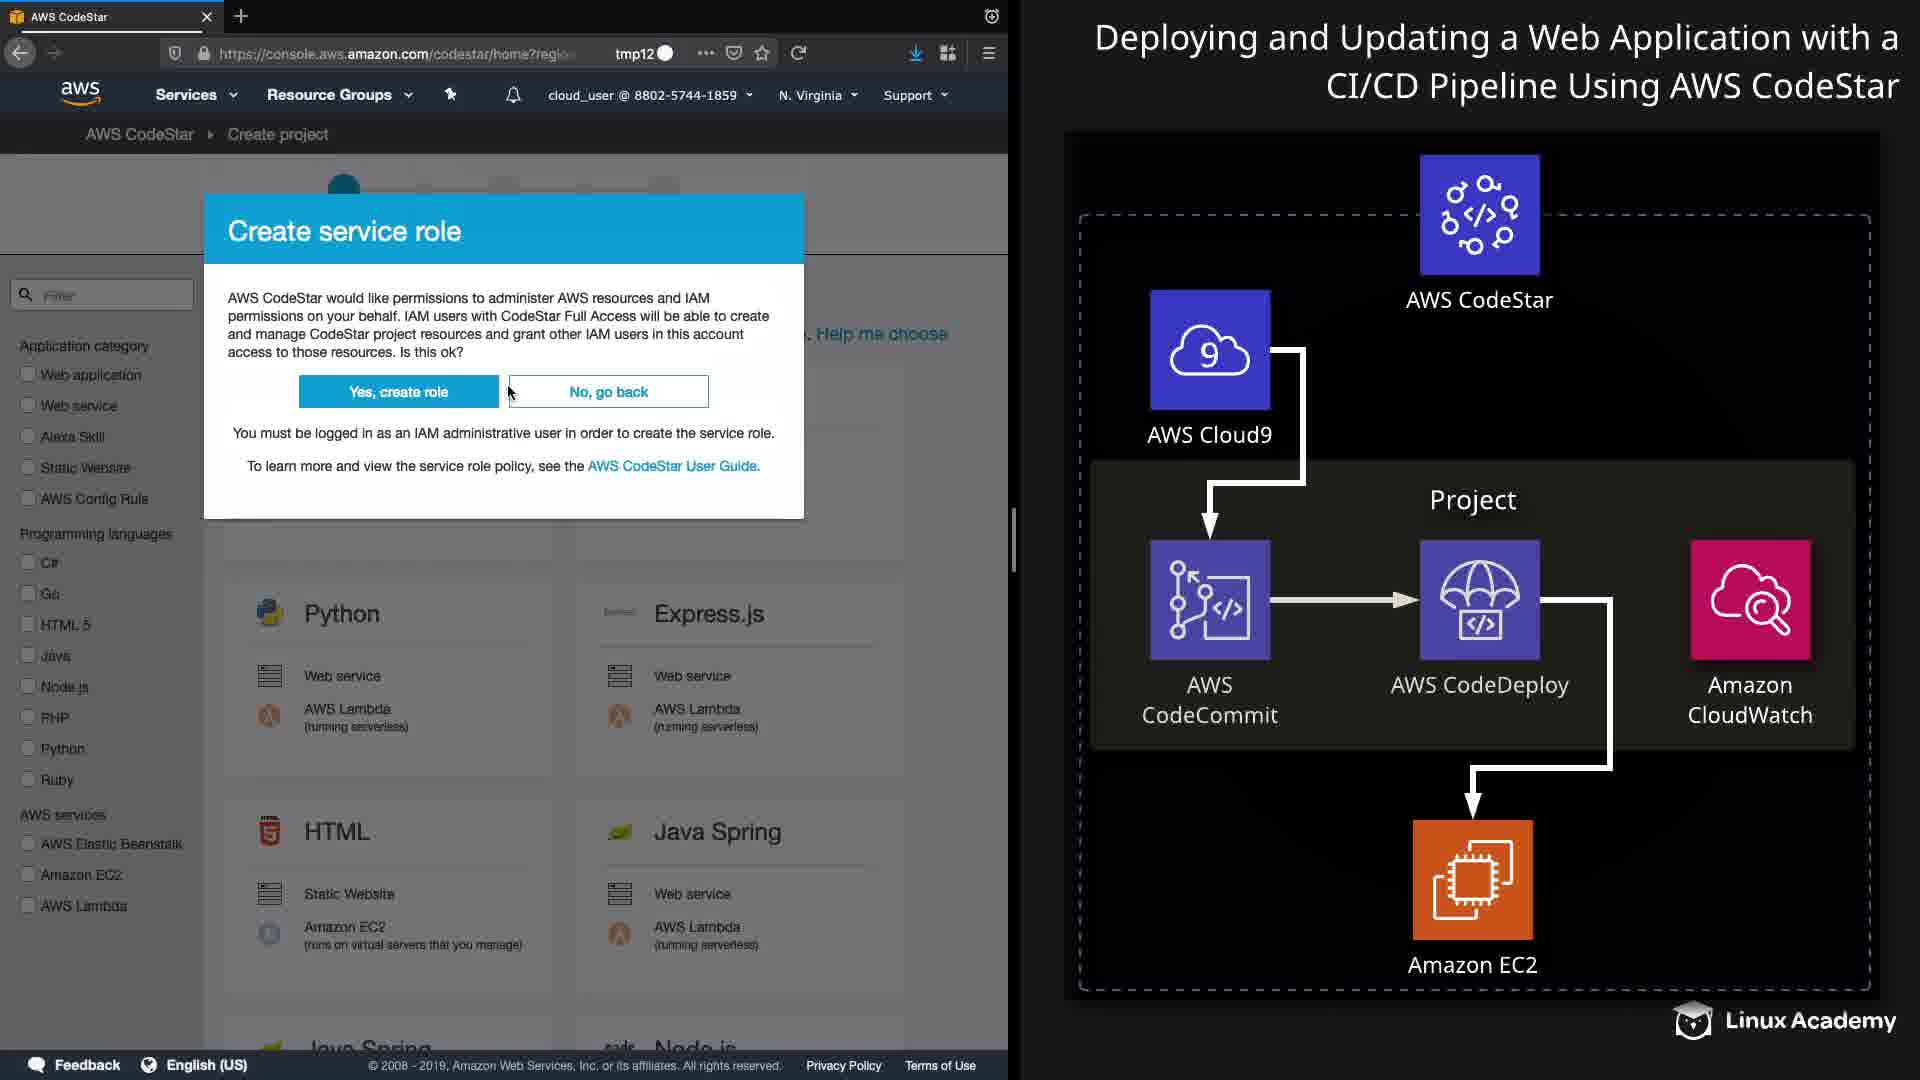 AWS CodeStar
https://console.aws.amazon.com/codestar/home?regio
tmp12
aws
Services
Resource Groups
cloud_user @ 8802-5744-1859
N. Virginia
Support
AWS CodeStar
Create project
Create service role
AWS CodeStar would like permissions to administer AWS resources and IAM
permissions on your behalf. IAM users with CodeStar Full Access will be able to create
and manage CodeStar project resources and grant other IAM users in this account
access to those resources. Is this ok?
Yes, create role
No, go back
You must be logged in as an IAM administrative user in order to create the service role.
To learn more and view the service role policy, see the AWS CodeStar User Guide.
. Help me choose
Filter
Application category
Web application
Web service
Alexa Skill
Static Website
AWS Config Rule
Programming languages
C#
Go
HTML 5
Java
Node.js
PHP
Python
Ruby
AWS services
AWS Elastic Beanstalk
Amazon EC2
AWS Lambda
Python
Web service
AWS Lambda
(running serverless)
Express.js
Web service
AWS Lambda
(running serverless)
HTML
Static Website
Amazon EC2
(runs on virtual servers that you manage)
Java Spring
Web service
AWS Lambda
(running serverless)
Java Spring
Node.js
Feedback
English (US)
© 2008 - 2019, Amazon Web Services, Inc. or its affiliates. All rights reserved.
Privacy Policy
Terms of Use
Deploying and Updating a Web Application with a
CI/CD Pipeline Using AWS CodeStar
AWS CodeStar
9
AWS Cloud9
Project
AWS
CodeCommit
AWS CodeDeploy
Amazon
CloudWatch
Amazon EC2
Linux Academy